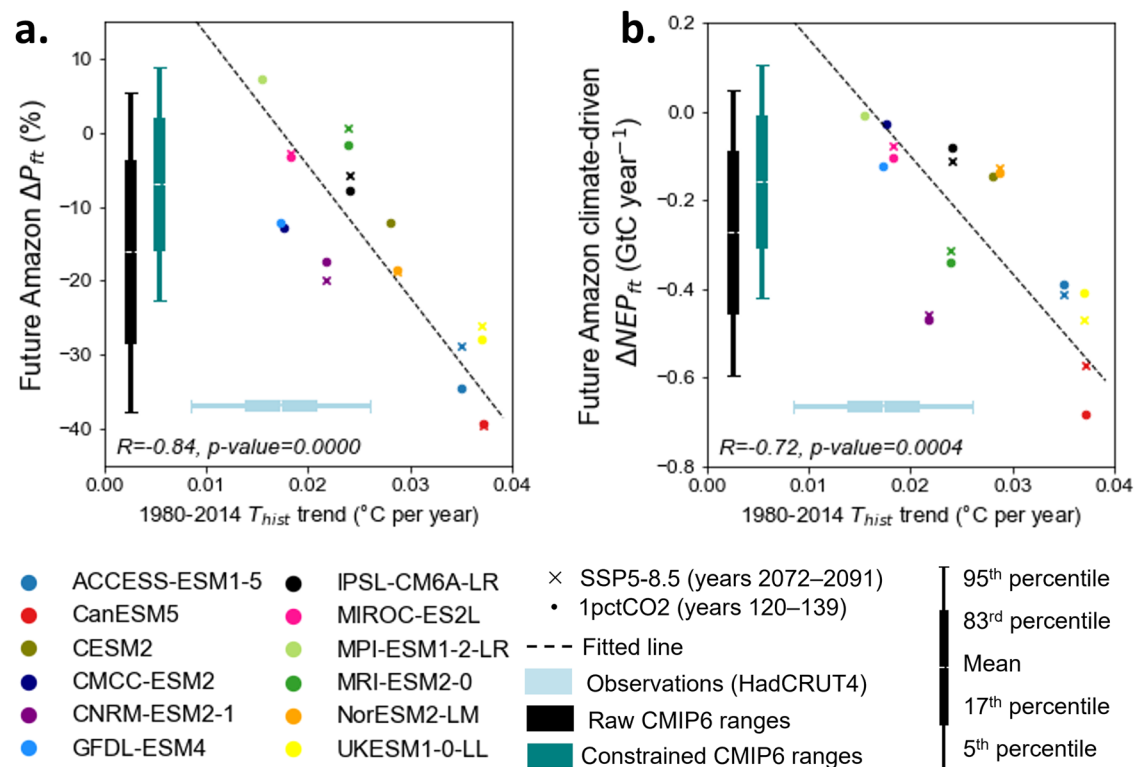 a.
Future Amazon ΔP_ft (%)
10
0
−10
−20
−30
−40
R=-0.84, p-value=0.0000
0.00 0.01 0.02 0.03 0.04
1980-2014 T_hist trend (°C per year)
b.
Future Amazon climate-driven
ΔNEP_ft (GtC year⁻¹)
0.2
0.0
−0.2
−0.4
−0.6
−0.8
R=-0.72, p-value=0.0004
0.00 0.01 0.02 0.03 0.04
1980-2014 T_hist trend (°C per year)
ACCESS-ESM1-5
CanESM5
CESM2
CMCC-ESM2
CNRM-ESM2-1
GFDL-ESM4
IPSL-CM6A-LR
MIROC-ES2L
MPI-ESM1-2-LR
MRI-ESM2-0
NorESM2-LM
UKESM1-0-LL
SSP5-8.5 (years 2072–2091)
1pctCO2 (years 120–139)
Fitted line
Observations (HadCRUT4)
Raw CMIP6 ranges
Constrained CMIP6 ranges
95th percentile
83rd percentile
Mean
17th percentile
5th percentile